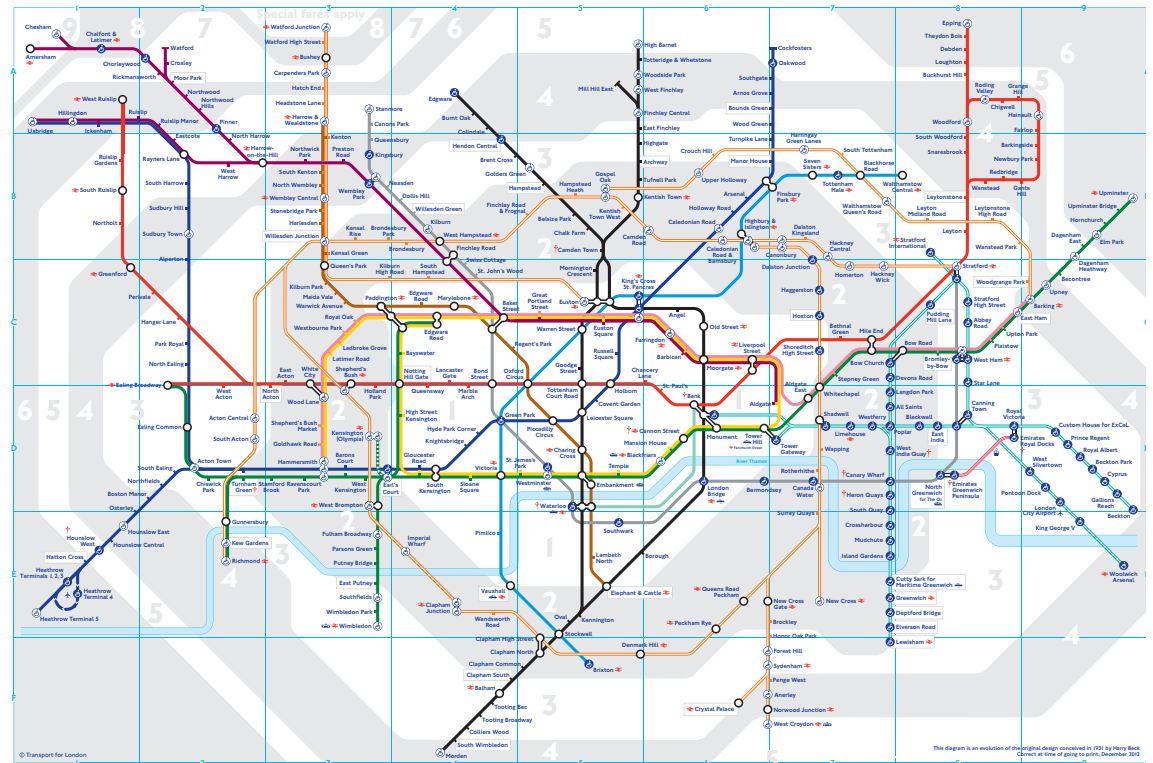 1 2 3 4 5 6 7 8 9
Special fares apply
Chesham
Chalfont &
Latimer
Watford
Croxley
Amersham
Chorleywood
Rickmansworth
Moor Park
Northwood
Northwood
Hills
West Ruislip
Hillingdon
Ruislip
Uxbridge
Ickenham
Ruislip Manor
Pinner
Eastcote
North Harrow
Harrow-
on-the-Hill
Rayners Lane
West
Harrow
Ruislip
Gardens
South Ruislip
South Harrow
Sudbury Hill
Northolt
Sudbury Town
Greenford
Alperton
Perivale
Hanger Lane
Park Royal
North Ealing
Ealing Broadway
West
Acton
North
Acton
East
Acton
White
City
Shepherd's
Bush
Holland
Park
Notting
Hill Gate
Queensway
Lancaster
Gate
Marble
Arch
Bond
Street
Oxford
Circus
Tottenham
Court Road
Holborn
Chancery
Lane
St. Paul's
Bank
Liverpool
Street
Bethnal
Green
Mile End
Watford Junction
Watford High Street
Bushey
Carpenders Park
Hatch End
Headstone Lane
Harrow &
Wealdstone
Kenton
Northwick
Park
Preston
Road
South Kenton
North Wembley
Wembley Central
Wembley
Park
Stonebridge Park
Harlesden
Willesden Junction
Kensal Green
Queen's Park
Kilburn Park
Maida Vale
Warwick Avenue
Royal Oak
Westbourne Park
Ladbroke Grove
Latimer Road
Wood Lane
Shepherd's Bush
Market
Goldhawk Road
Hammersmith
Stanmore
Canons Park
Queensbury
Kingsbury
Neasden
Dollis Hill
Willesden Green
Kilburn
West Hampstead
Finchley Road
Swiss Cottage
St. John's Wood
Kensal
Rise
Brondesbury
Park
Brondesbury
Kilburn
High Road
South
Hampstead
Paddington
Edgware
Road
Marylebone
Baker
Street
Edgware
Road
Bayswater
Great
Portland
Street
Warren Street
Euston
Square
Regent's Park
Goodge
Street
Russell
Square
Euston
King's Cross
St. Pancras
Farringdon
Barbican
Moorgate
Old Street
Angel
Edgware
Burnt Oak
Colindale
Hendon Central
Brent Cross
Golders Green
Hampstead
Hampstead
Heath
Finchley Road
& Frognal
Belsize Park
Chalk Farm
Camden Town
Mornington
Crescent
High Barnet
Totteridge & Whetstone
Woodside Park
Mill Hill East
West Finchley
Finchley Central
East Finchley
Highgate
Archway
Tufnell Park
Kentish Town
Gospel
Oak
Kentish
Town West
Camden
Road
Caledonian
Road &
Barnsbury
Crouch Hill
Upper Holloway
Cockfosters
Oakwood
Southgate
Arnos Grove
Bounds Green
Wood Green
Turnpike Lane
Manor House
Arsenal
Holloway Road
Caledonian Road
Finsbury
Park
Highbury &
Islington
Canonbury
Dalston
Kingsland
Dalston Junction
Haggerston
Hoxton
Shoreditch
High Street
Harringay
Green Lanes
South Tottenham
Seven
Sisters
Tottenham
Hale
Blackhorse
Road
Walthamstow
Central
Walthamstow
Queen's Road
Leyton
Midland Road
Leytonstone
High Road
Wanstead Park
Woodgrange Park
Hackney
Central
Homerton
Hackney
Wick
Epping
Theydon Bois
Debden
Loughton
Buckhurst Hill
Roding
Valley
Grange
Hill
Chigwell
Hainault
Woodford
Fairlop
South Woodford
Barkingside
Snaresbrook
Newbury Park
Redbridge
Wanstead
Gants
Hill
Leytonstone
Leyton
Stratford
International
Stratford
Upminster
Upminster Bridge
Hornchurch
Elm Park
Dagenham
East
Dagenham
Heathway
Becontree
Upney
Barking
East Ham
Upton Park
Plaistow
West Ham
Stratford
High Street
Abbey
Road
Star Lane
Canning
Town
Pudding
Mill Lane
Bow Road
Bromley-
by-Bow
Bow Church
Devons Road
Langdon Park
All Saints
Poplar
Stepney Green
Whitechapel
Aldgate
East
Aldgate
Tower
Hill
Fenchurch Street
Tower
Gateway
Monument
Cannon Street
Mansion House
Blackfriars
Temple
Embankment
Westminster
St. James's
Park
Victoria
Sloane
Square
South
Kensington
Gloucester
Road
Earl's
Court
High Street
Kensington
Kensington
(Olympia)
Barons
Court
West
Kensington
Ravenscourt
Park
Stamford
Brook
Turnham
Green
Chiswick
Park
Acton Town
Acton Central
South Acton
Ealing Common
South Ealing
Northfields
Boston Manor
Osterley
Hounslow East
Hounslow Central
Hounslow
West
Hatton Cross
Heathrow
Terminals 1, 2, 3
Heathrow
Terminal 4
Heathrow Terminal 5
Gunnersbury
Kew Gardens
Richmond
West Brompton
Fulham Broadway
Parsons Green
Putney Bridge
East Putney
Southfields
Wimbledon Park
Wimbledon
Imperial
Wharf
Clapham
Junction
Wandsworth
Road
Hyde Park Corner
Knightsbridge
Green Park
Piccadilly
Circus
Leicester Square
Covent Garden
Charing
Cross
Waterloo
Southwark
London
Bridge
Bermondsey
Canada
Water
River Thames
Pimlico
Vauxhall
Lambeth
North
Elephant & Castle
Borough
Kennington
Oval
Stockwell
Brixton
Clapham High Street
Clapham North
Clapham Common
Clapham South
Balham
Tooting Bec
Tooting Broadway
Colliers Wood
South Wimbledon
Morden
Denmark Hill
Peckham Rye
Queens Road
Peckham
Shadwell
Wapping
Rotherhithe
Surrey Quays
New Cross
New Cross
Gate
Brockley
Honor Oak Park
Forest Hill
Sydenham
Penge West
Anerley
Norwood Junction
West Croydon
Crystal Palace
Limehouse
Westferry
Blackwall
East
India
West
India Quay
Canary Wharf
Heron Quays
South Quay
Crossharbour
Mudchute
Island Gardens
Cutty Sark for
Maritime Greenwich
Greenwich
Deptford Bridge
Elverson Road
Lewisham
North
Greenwich
for The O2
Emirates
Greenwich
Peninsula
Royal
Victoria
Emirates
Royal Docks
Custom House for ExCeL
Prince Regent
Royal Albert
Beckton Park
Cyprus
Gallions
Reach
Beckton
West
Silvertown
Pontoon Dock
London
City Airport
King George V
Woolwich
Arsenal
A
B
C
D
E
F
© Transport for London
This diagram is an evolution of the original design conceived in 1931 by Harry Beck
Correct at time of going to print, December 2012